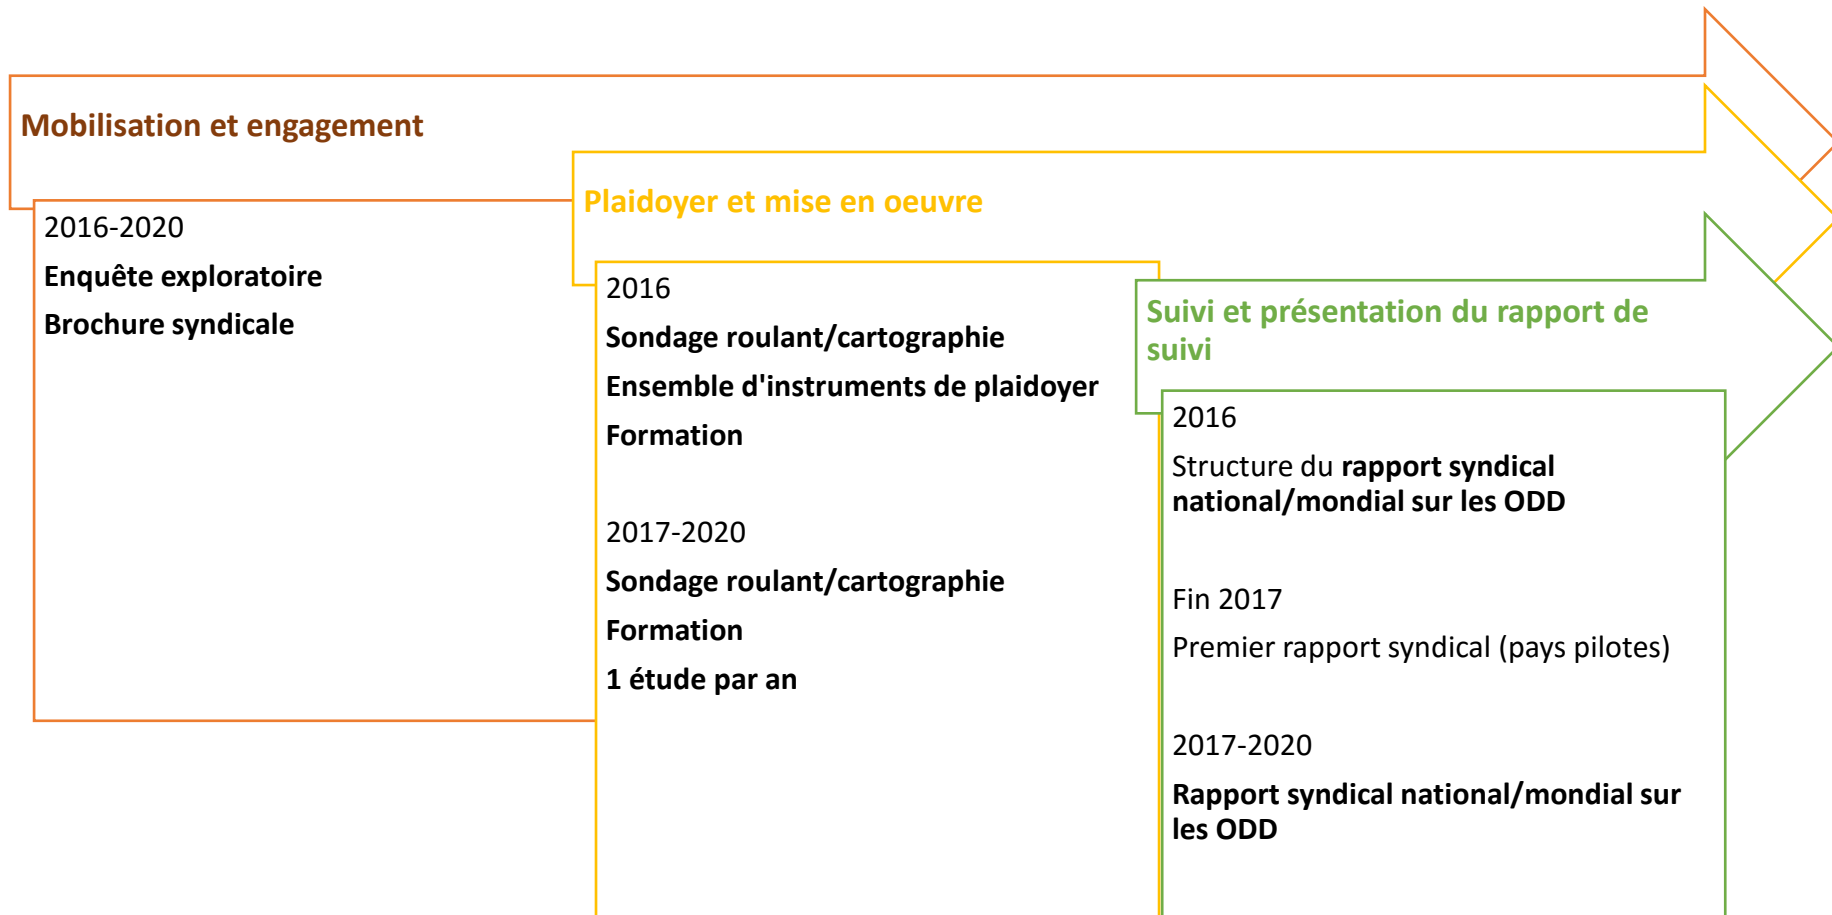 Mobilisation et engagement
2016-2020
Enquête exploratoire
Brochure syndicale
Plaidoyer et mise en oeuvre
2016
Sondage roulant/cartographie
Ensemble d'instruments de plaidoyer
Formation
2017-2020
Sondage roulant/cartographie
Formation
1 étude par an
Suivi et présentation du rapport de
suivi
2016
Structure du rapport syndical
national/mondial sur les ODD
Fin 2017
Premier rapport syndical (pays pilotes)
2017-2020
Rapport syndical national/mondial sur
les ODD